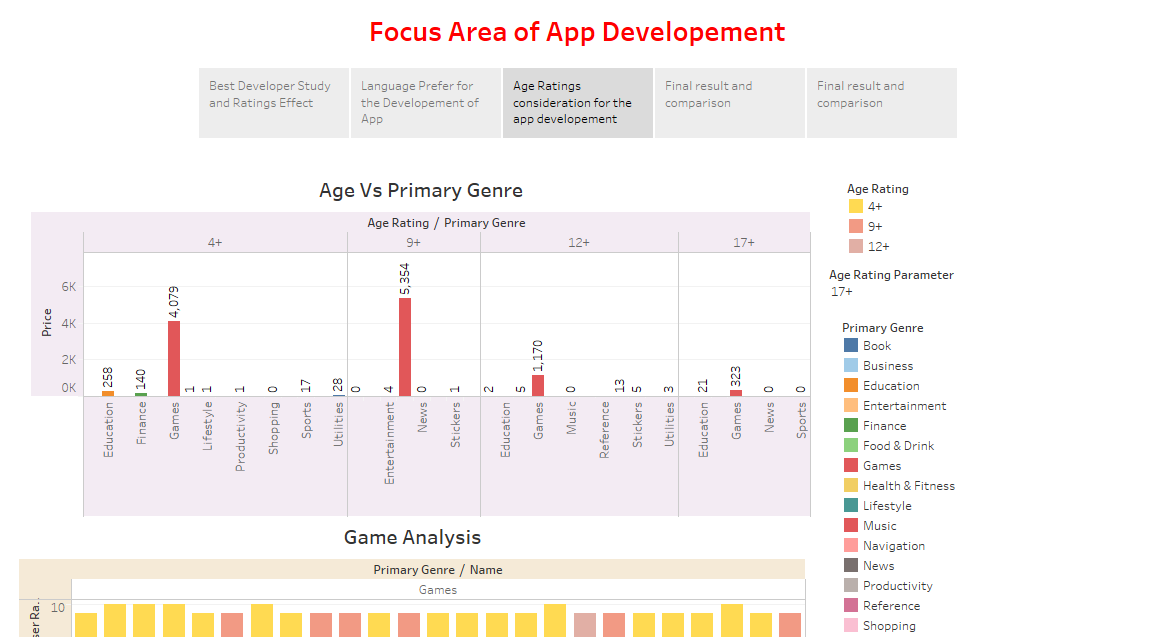 Focus Area of App Developement
Best Developer Study
and Ratings Effect
Language Prefer for
the Developement of
App
Age Ratings
consideration for the
app developement
Final result and
comparison
Final result and
comparison
Age Vs Primary Genre
Age Rating / Primary Genre
4+
9+
12+
17+
Price
6K
4K
2K
0K
258
140
4,079
1
1
1
0
17
28
0
4
5,354
0
1
2
5
1,170
0
13
5
3
21
323
0
0
Education
Finance
Games
Lifestyle
Productivity
Shopping
Sports
Utilities
Entertainment
News
Stickers
Education
Games
Music
Reference
Stickers
Utilities
Education
Games
News
Sports
Age Rating
4+
9+
12+
Age Rating Parameter
17+
Primary Genre
Book
Business
Education
Entertainment
Finance
Food & Drink
Games
Health & Fitness
Lifestyle
Music
Navigation
News
Productivity
Reference
Shopping
Game Analysis
Primary Genre / Name
Games
10
ser Ra..